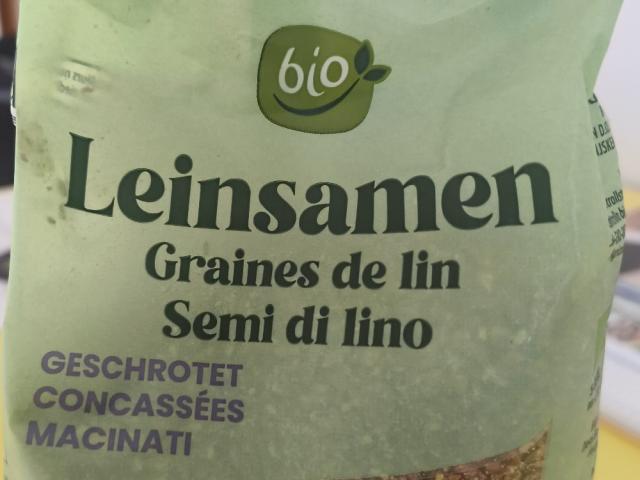 bio
Leinsamen
Graines de lin
Semi di lino
GESCHROTET
CONCASSÉES
MACINATI